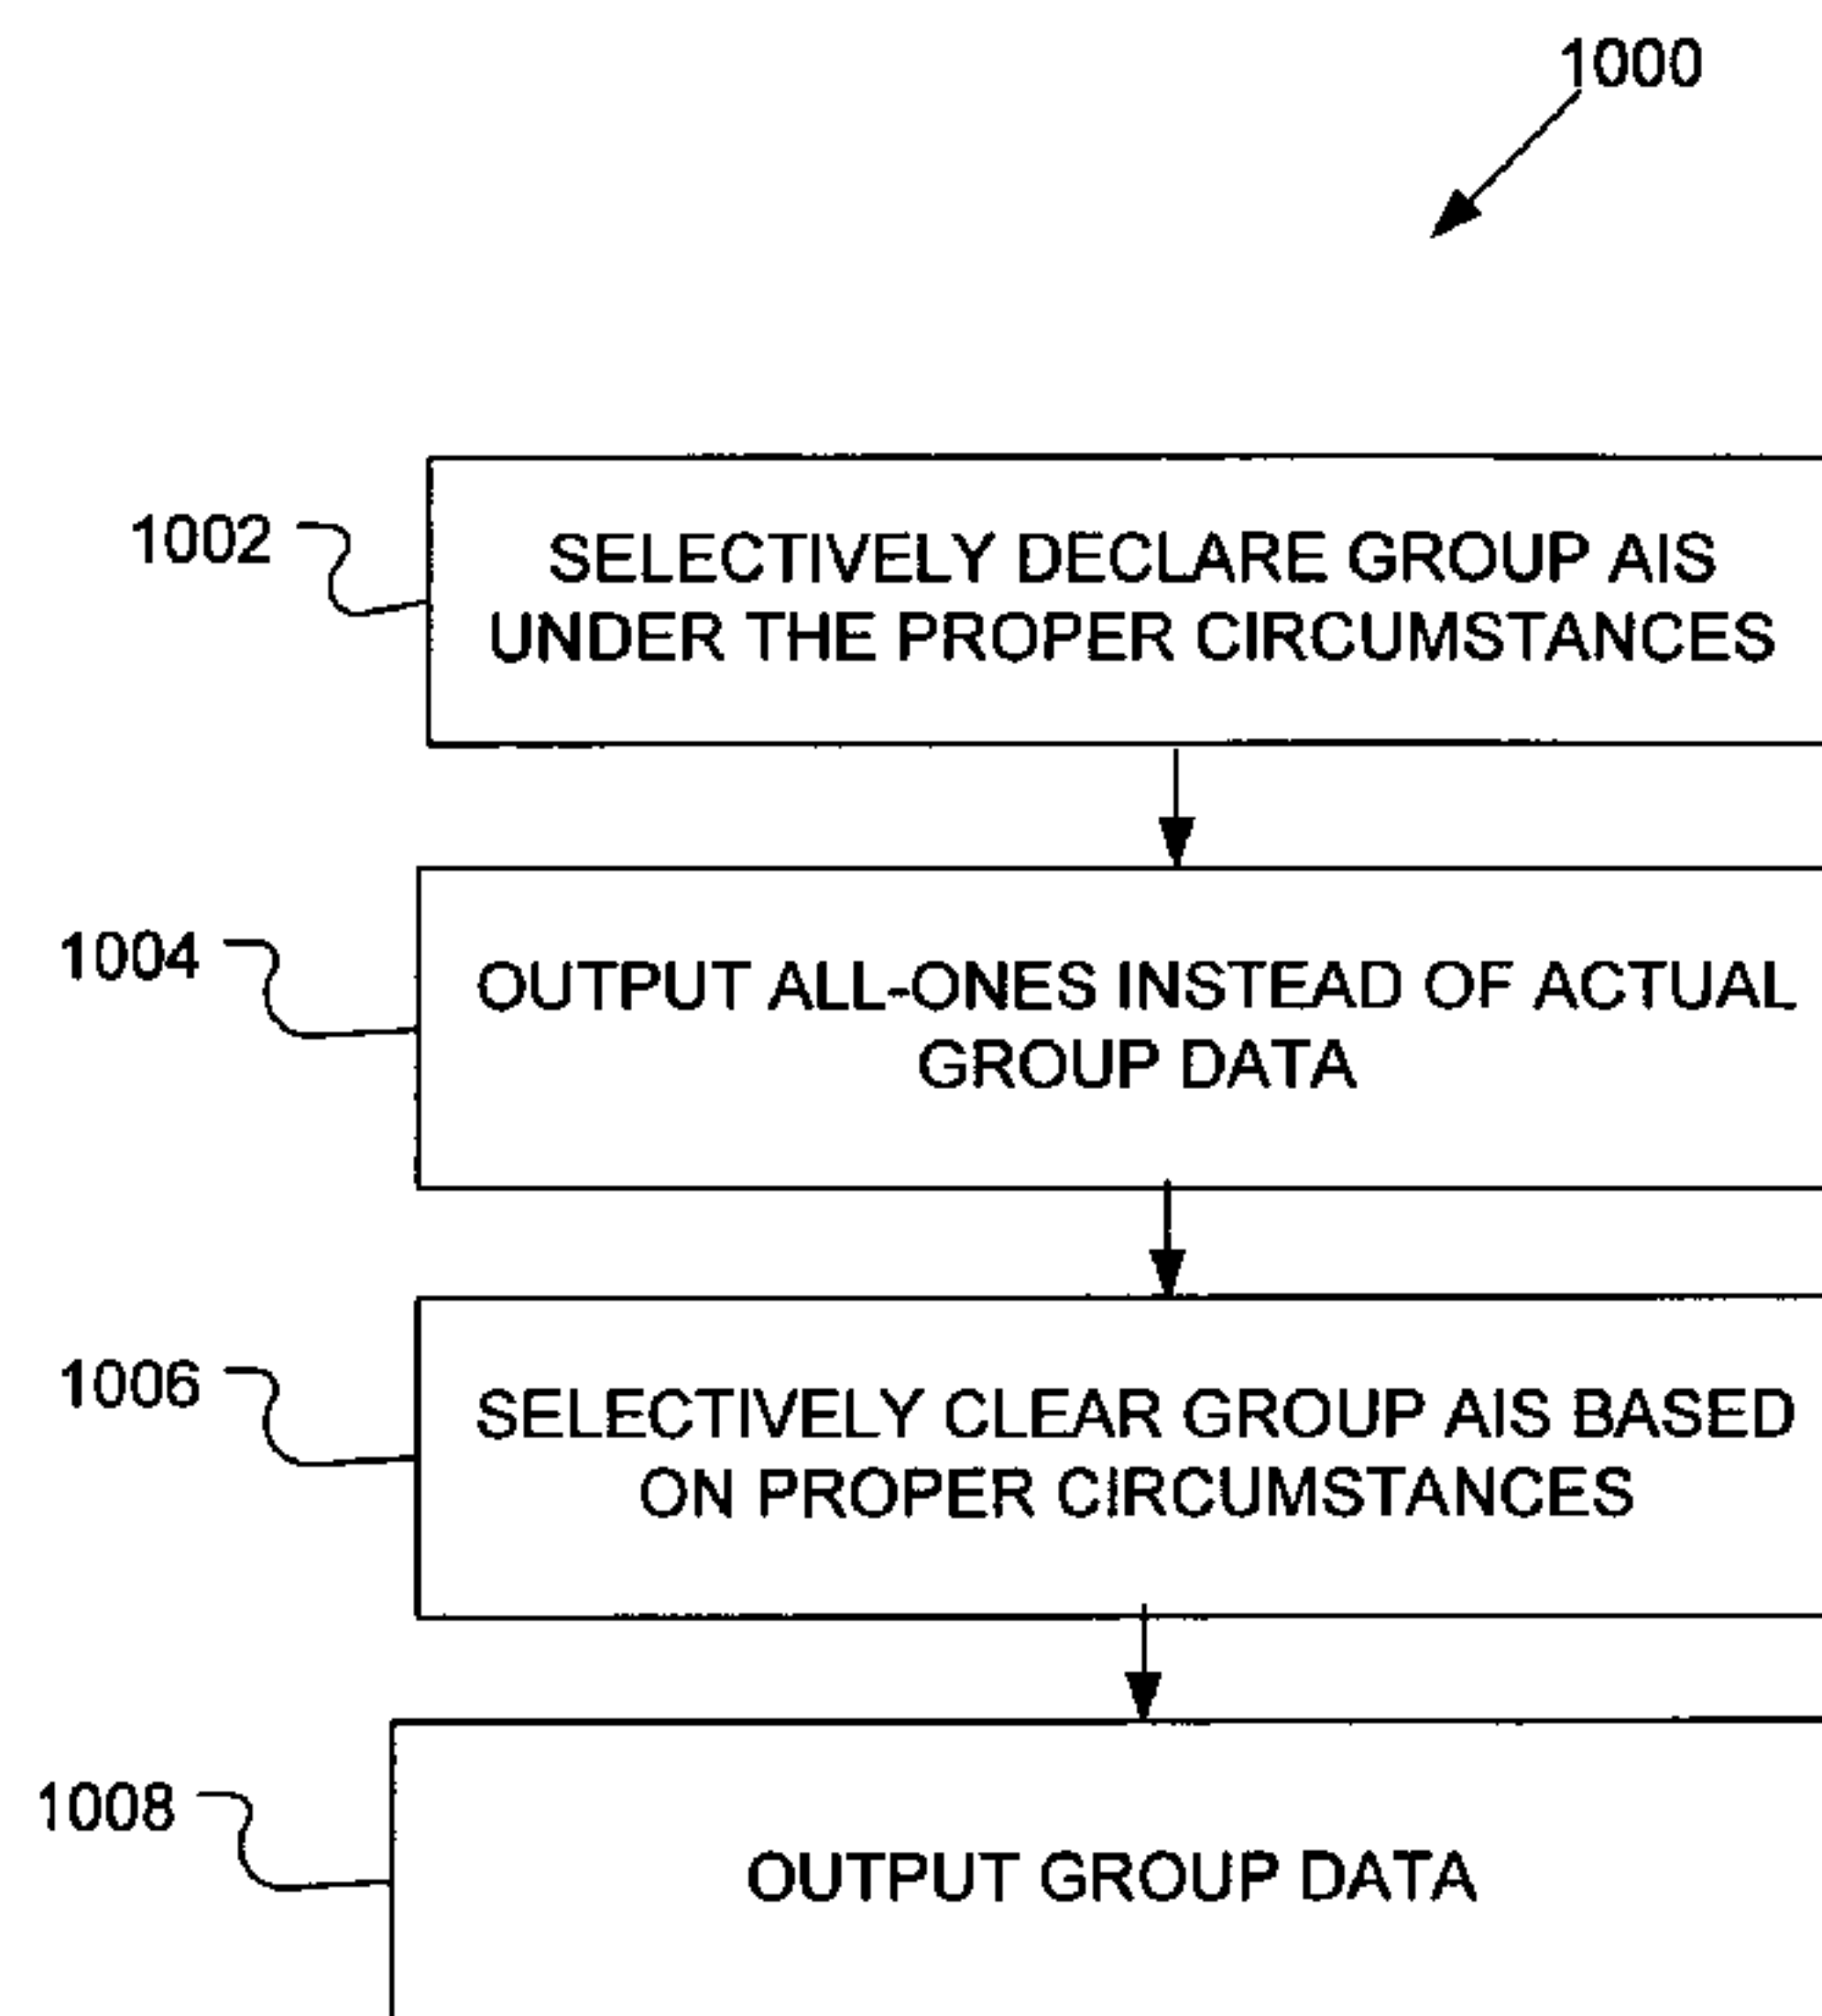 1000
1002
SELECTIVELY DECLARE GROUP AIS
UNDER THE PROPER CIRCUMSTANCES
1004
OUTPUT ALL-ONES INSTEAD OF ACTUAL
GROUP DATA
1006
SELECTIVELY CLEAR GROUP AIS BASED
ON PROPER CIRCUMSTANCES
1008
OUTPUT GROUP DATA